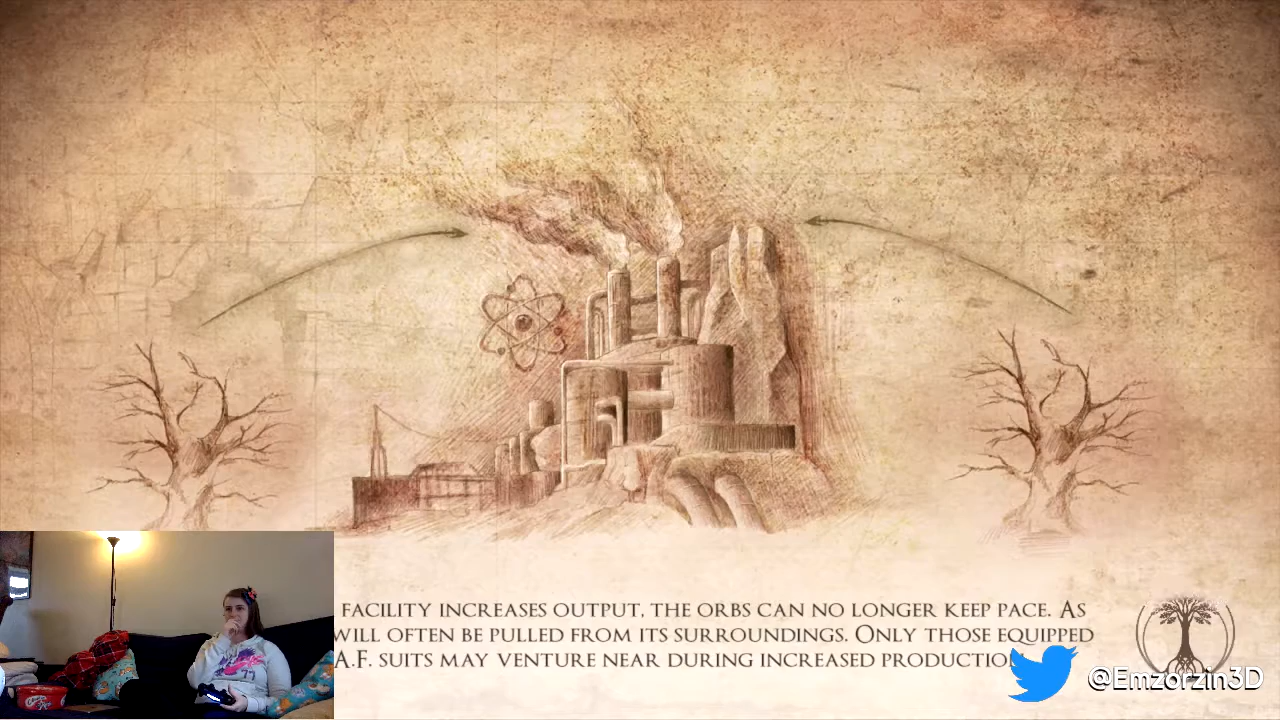 FACILITY INCREASES OUTPUT, THE ORBS CAN NO LONGER KEEP PACE. AS
WILL OFTEN BE PULLED FROM ITS SURROUNDINGS. ONLY THOSE EQUIPPED
A.F. SUITS MAY VENTURE NEAR DURING INCREASED PRODUCTION
@Emzorzin3D